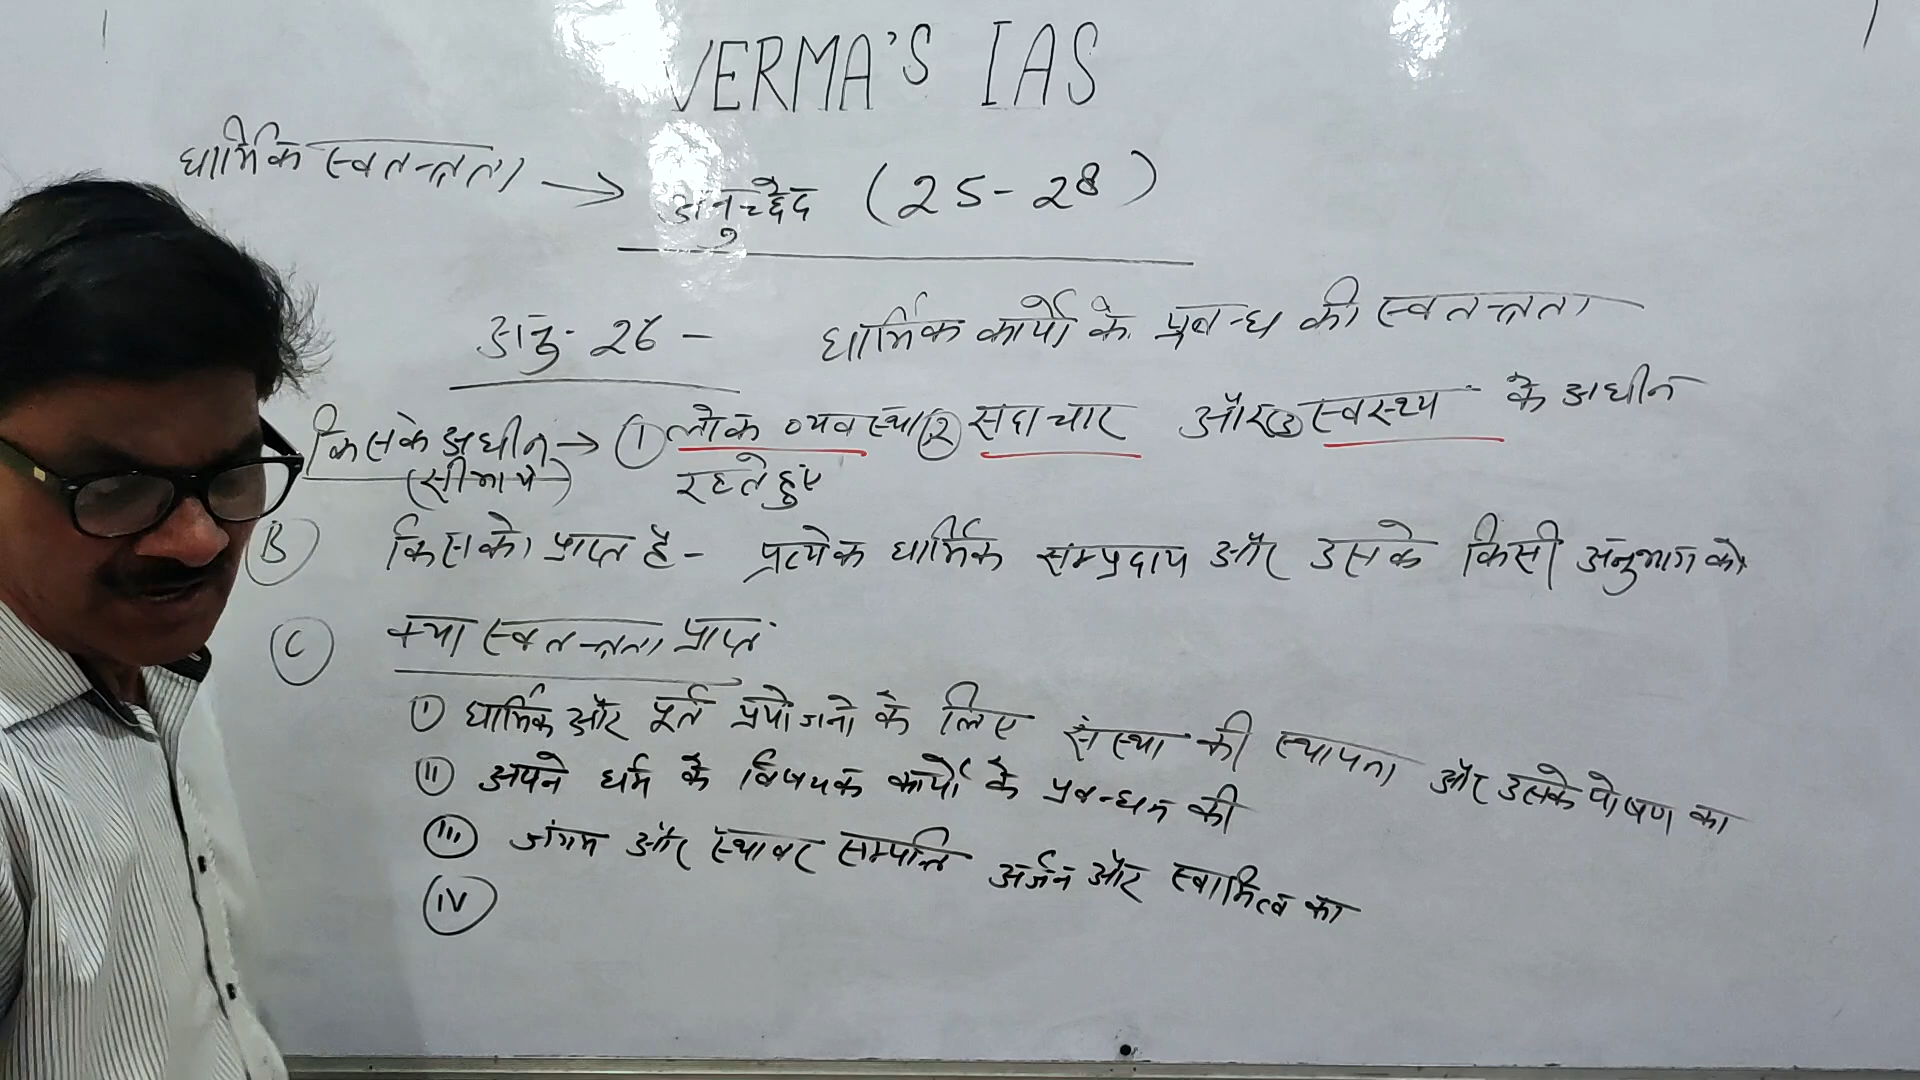 VERMA'S IAS
धार्मिक स्वतन्त्रता → अनुच्छेद (25-28)
अनु. 26 - धार्मिक कार्यो के प्रबन्ध की स्वतन्त्रता
किसके अधीन → ① लोक व्यवस्था ② सदाचार और ③ स्वस्थ्य के अधीन
(सीमाये) रहते हुए
Ⓑ किसको प्राप्त है - प्रत्येक धार्मिक सम्प्रदाय और उसके किसी अनुभाग को
Ⓒ क्या स्वतन्त्रता प्राप्त
(I) धार्मिक और पूर्त प्रयोजनो के लिए संस्था की स्थापना और उसके पोषण का
(II) अपने धर्म के विषयक कार्यो के प्रबन्धन की
(III) जंगम और स्थावर सम्पत्ति अर्जन और स्वामित्व का
(IV)